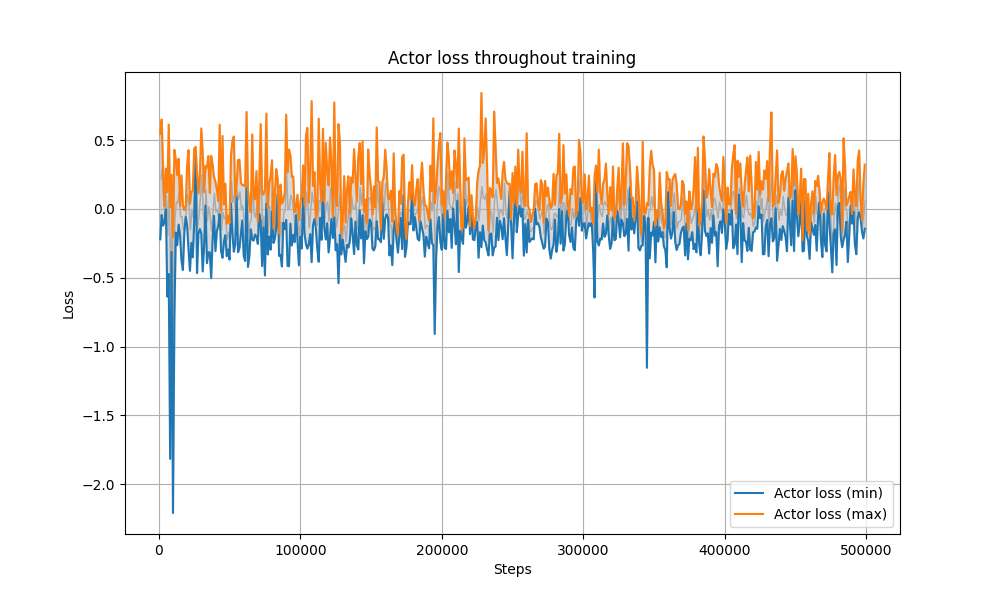 Actor loss throughout training
Loss
0.5
0.0
−0.5
−1.0
−1.5
−2.0
Actor loss (min)
Actor loss (max)
0
100000
200000
300000
400000
500000
Steps